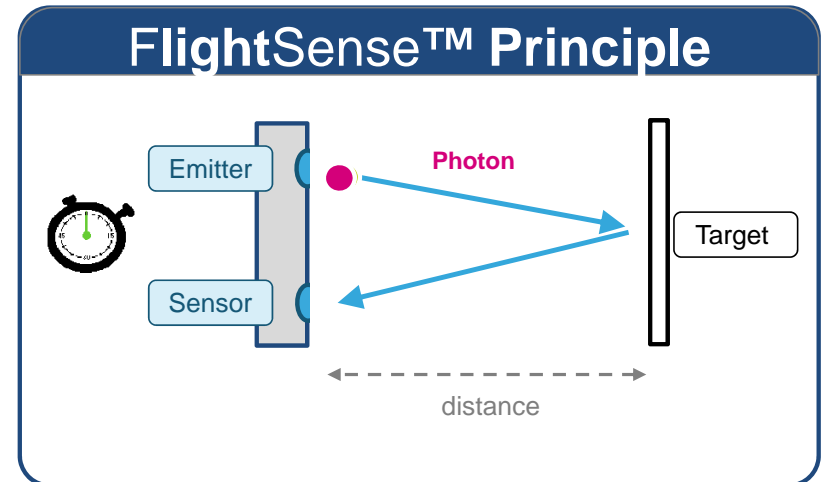 FlightSense™ Principle
Emitter
Photon
Target
Sensor
distance